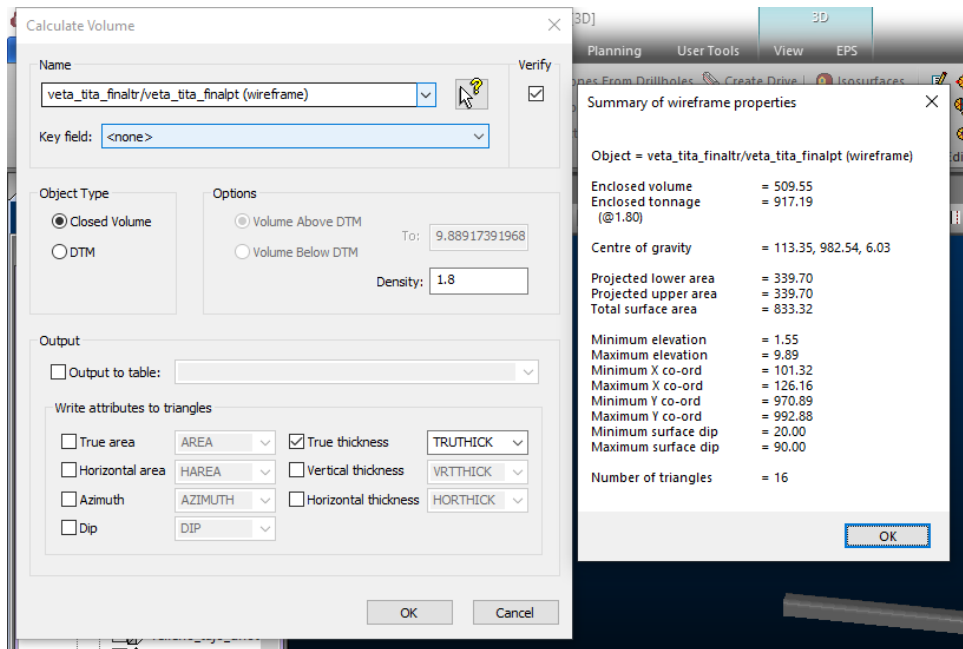 Calculate Volume
[3D]
3D
Planning User Tools View EPS
Create Drive Isosurfaces
Name
Verify
veta_tita_finaltr/veta_tita_finalpt (wireframe)
Key field: <none>
Object Type
Closed Volume
DTM
Options
Volume Above DTM
Volume Below DTM
To: 9.88917391968
Density: 1.8
Output
Output to table:
Write attributes to triangles
True area AREA True thickness TRUTHICK
Horizontal area HAREA Vertical thickness VRTTHICK
Azimuth AZIMUTH Horizontal thickness HORTHICK
Dip DIP
OK Cancel
Summary of wireframe properties
Object = veta_tita_finaltr/veta_tita_finalpt (wireframe)
Enclosed volume = 509.55
Enclosed tonnage = 917.19
(@1.80)
Centre of gravity = 113.35, 982.54, 6.03
Projected lower area = 339.70
Projected upper area = 339.70
Total surface area = 833.32
Minimum elevation = 1.55
Maximum elevation = 9.89
Minimum X co-ord = 101.32
Maximum X co-ord = 126.16
Minimum Y co-ord = 970.89
Maximum Y co-ord = 992.88
Minimum surface dip = 20.00
Maximum surface dip = 90.00
Number of triangles = 16
OK